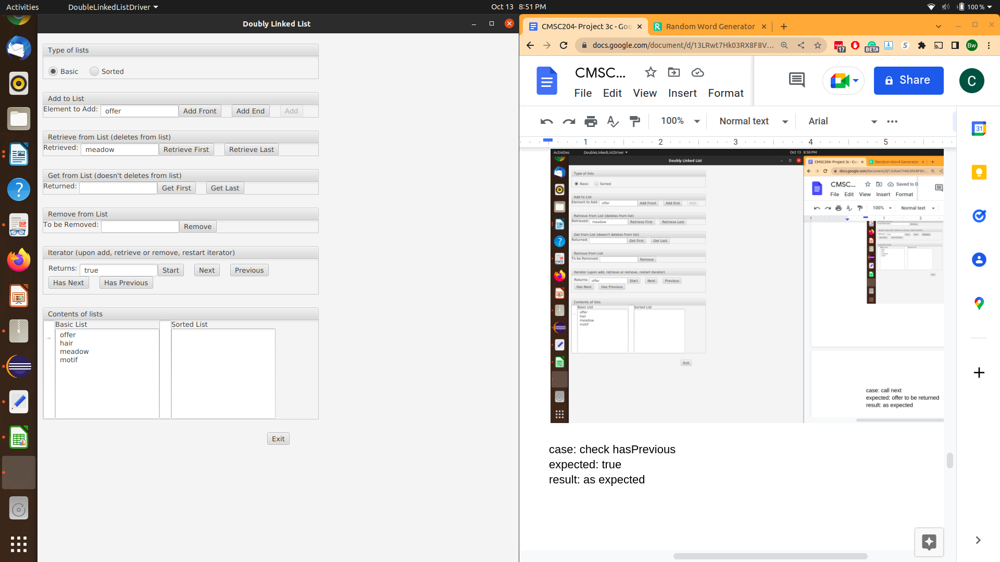 Activities
DoubleLinkedListDriver
Oct 13 8:51 PM
100 %
Doubly Linked List
Type of lists
Basic Sorted
Add to List
Element to Add: offer Add Front Add End Add
Retrieve from List (deletes from list)
Retrieved: meadow Retrieve First Retrieve Last
Get from List (doesn't deletes from list)
Returned: Get First Get Last
Remove from List
To be Removed: Remove
Iterator (upon add, retrieve or remove, restart iterator)
Returns: true Start Next Previous
Has Next Has Previous
Contents of lists
Basic List Sorted List
-->
offer
hair
meadow
motif
Exit
CMSC204- Project 3c - Goo
Random Word Generator
docs.google.com/document/d/13LRwt7Hk03RX8F8V...
17
BETA
Bw
CMSC...
File Edit View Insert Format
Share
C
100% Normal text Arial
1 2 3 4 5
31
Activities DoubleLinkedListDriver Oct 13 8:50 PM
Doubly Linked List
Type of lists
Basic Sorted
Add to List
Element to Add: offer Add Front Add End Add
Retrieve from List (deletes from list)
Retrieved: meadow Retrieve First Retrieve Last
Get from List (doesn't deletes from list)
Returned: Get First Get Last
Remove from List
To be Removed: Remove
Iterator (upon add, retrieve or remove, restart iterator)
Returns: offer Start Next Previous
Has Next Has Previous
Contents of lists
Basic List Sorted List
offer
hair
meadow
motif
Exit
CMSC204- Project 3c - Goo
Random Word Generator
docs.google.com/document/d/13LRwt7Hk03RX8F8V...
CMSC... Saved to D
File Edit View Insert Format
100% Normal text
1 1 2
case: call next
expected: offer to be returned
result: as expected
case: check hasPrevious
expected: true
result: as expected